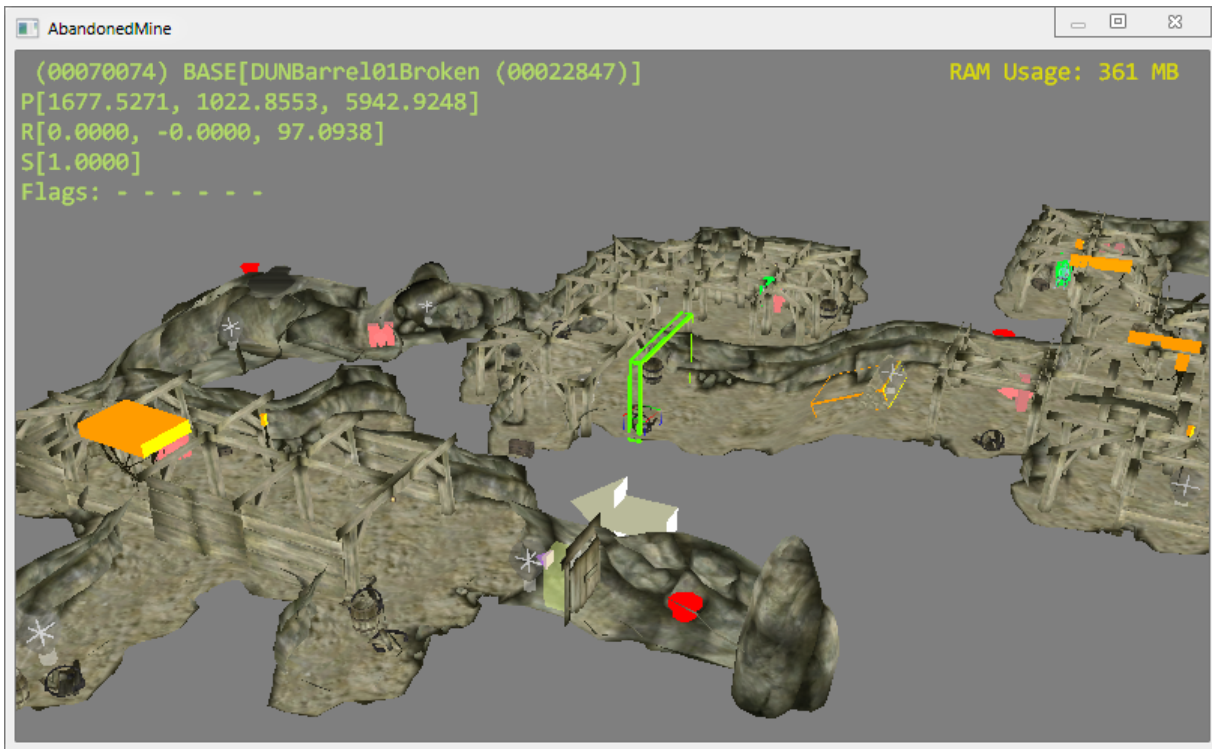 AbandonedMine
(00070074) BASE[DUNBarrel01Broken (00022847)]
RAM Usage: 361 MB
P[1677.5271, 1022.8553, 5942.9248]
R[0.0000, -0.0000, 97.0938]
S[1.0000]
Flags: - - - - - -
M